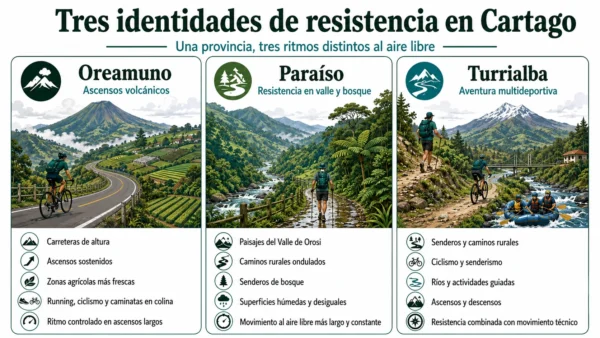 Tres identidades de resistencia en Cartago
Una provincia, tres ritmos distintos al aire libre
Oreamuno
Ascensos volcánicos
Carreteras de altura
Ascensos sostenidos
Zonas agrícolas más frescas
Running, ciclismo y caminatas en colina
Ritmo controlado en ascensos largos
Paraíso
Resistencia en valle y bosque
Paisajes del Valle de Orosi
Caminos rurales ondulados
Senderos de bosque
Superficies húmedas y desiguales
Movimiento al aire libre más largo y constante
Turrialba
Aventura multideportiva
Senderos y caminos rurales
Ciclismo y senderismo
Ríos y actividades guiadas
Ascensos y descensos
Resistencia combinada con movimiento técnico